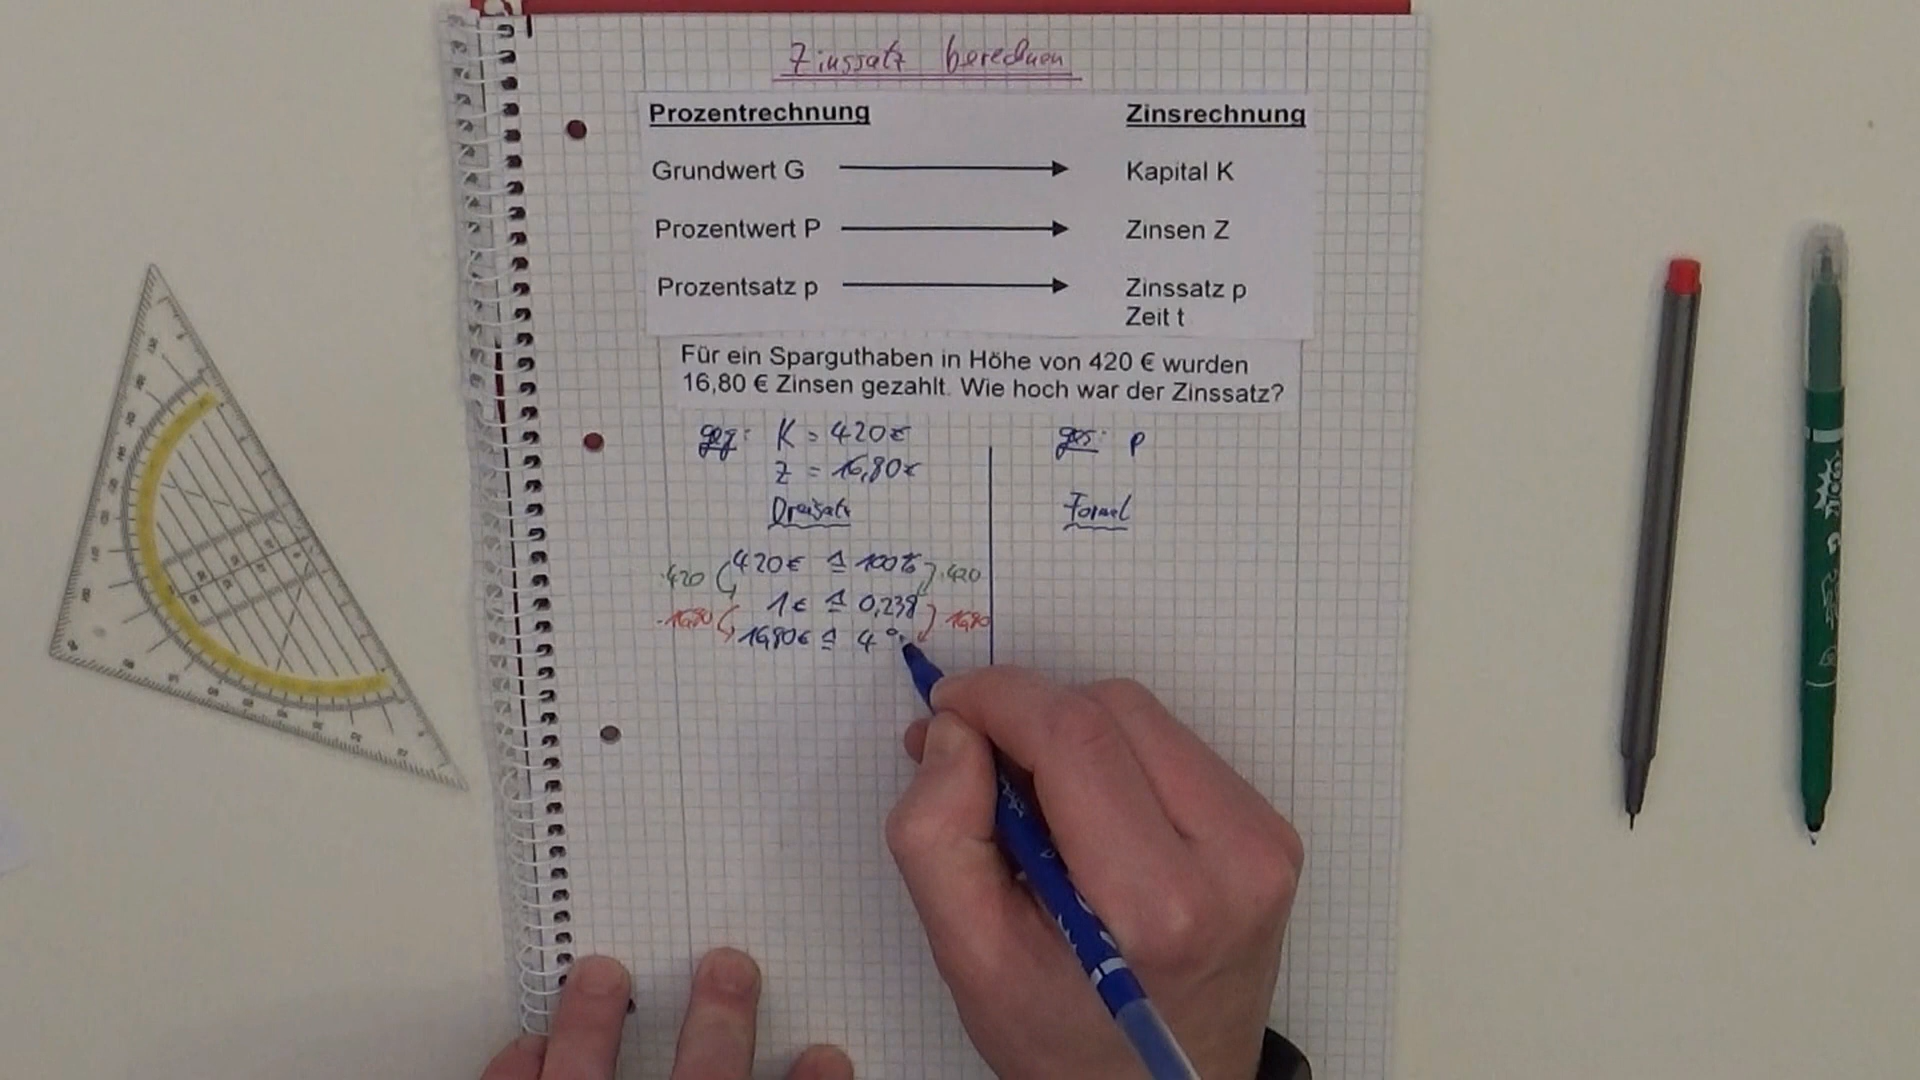 Zinssatz berechnen
Prozentrechnung Zinsrechnung
Grundwert G Kapital K
Prozentwert P Zinsen Z
Prozentsatz p Zinssatz p
Zeit t
Für ein Sparguthaben in Höhe von 420 € wurden
16,80 € Zinsen gezahlt. Wie hoch war der Zinssatz?
geg: K = 420€ ges: p
Z = 16,80€
Dreisatz Formel
420€ ≙ 100%
:420 :420
1€ ≙ 0,238
·16,80 16,80
16,80€ ≙ 4%